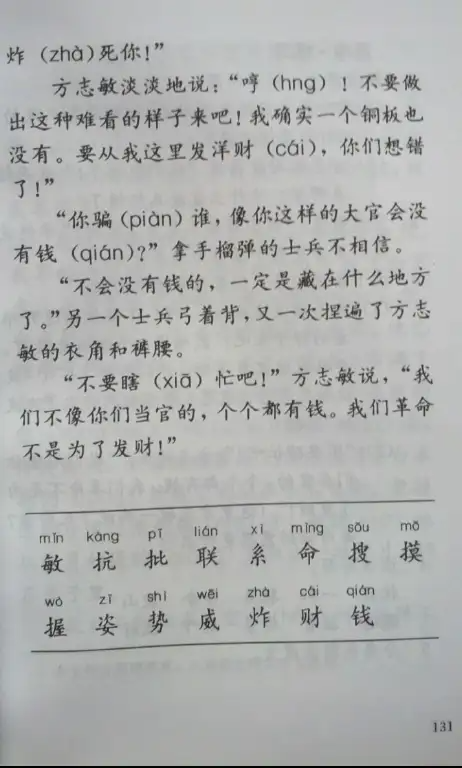 炸（zhà）死你！”
方志敏淡淡地说：“哼（hng）！不要做
出这种难看的样子来吧！我确实一个铜板也
没有。要从我这里发洋财（cái），你们想错
了！”
“你骗（piàn）谁，像你这样的大官会没
有钱（qián）？”拿手榴弹的士兵不相信。
“不会没有钱的，一定是藏在什么地方
了。”另一个士兵弓着背，又一次捏遍了方志
敏的衣角和裤腰。
“不要瞎（xiā）忙吧！”方志敏说，“我
们不像你们当官的，个个都有钱。我们革命
不是为了发财！”
mǐn kàng pī lián xì mìng sōu mō
敏 抗 批 联 系 命 搜 摸
wò zī shì wēi zhà cái qián
握 姿 势 威 炸 财 钱
131